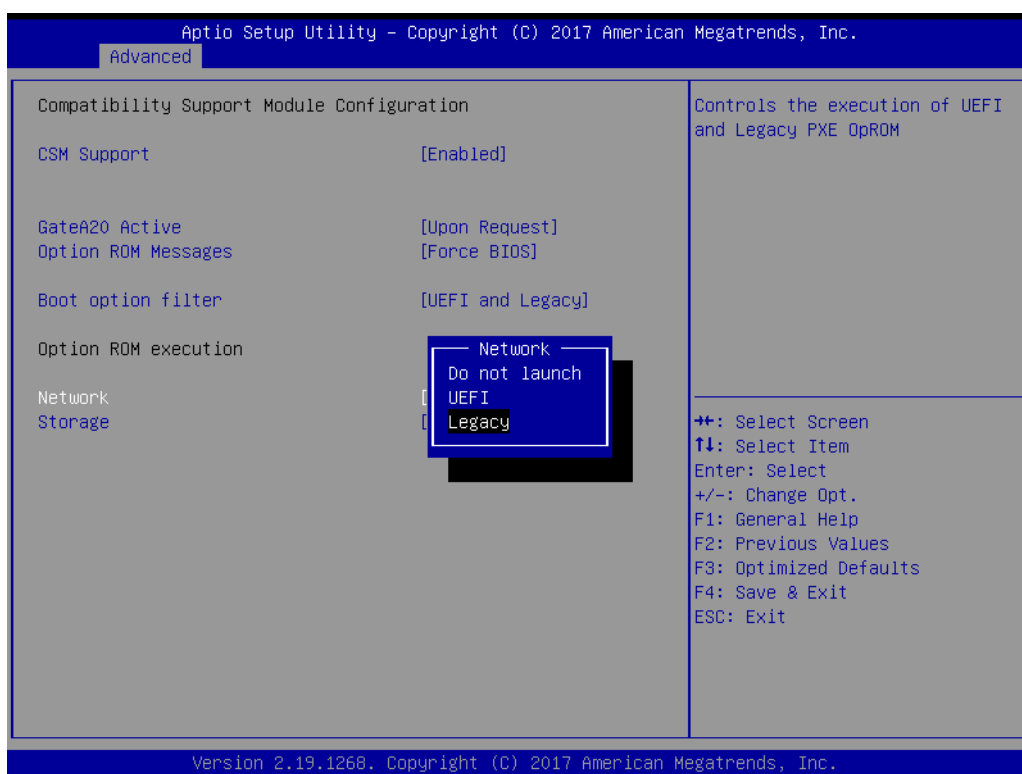 Aptio Setup Utility – Copyright (C) 2017 American Megatrends, Inc.
Advanced
Compatibility Support Module Configuration
CSM Support [Enabled]
GateA20 Active [Upon Request]
Option ROM Messages [Force BIOS]
Boot option filter [UEFI and Legacy]
Option ROM execution
Network [
Storage [
Network
Do not launch
UEFI
Legacy
Controls the execution of UEFI
and Legacy PXE OpROM
→←: Select Screen
↑↓: Select Item
Enter: Select
+/-: Change Opt.
F1: General Help
F2: Previous Values
F3: Optimized Defaults
F4: Save & Exit
ESC: Exit
Version 2.19.1268. Copyright (C) 2017 American Megatrends, Inc.